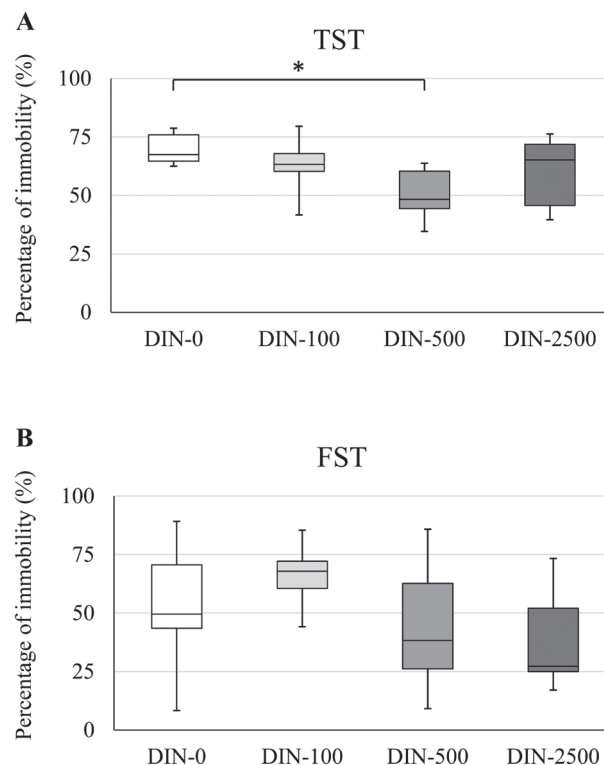 A
TST
Percentage of immobility (%)
100
75
50
25
0
*
DIN-0 DIN-100 DIN-500 DIN-2500
B
FST
Percentage of immobility (%)
100
75
50
25
0
DIN-0 DIN-100 DIN-500 DIN-2500